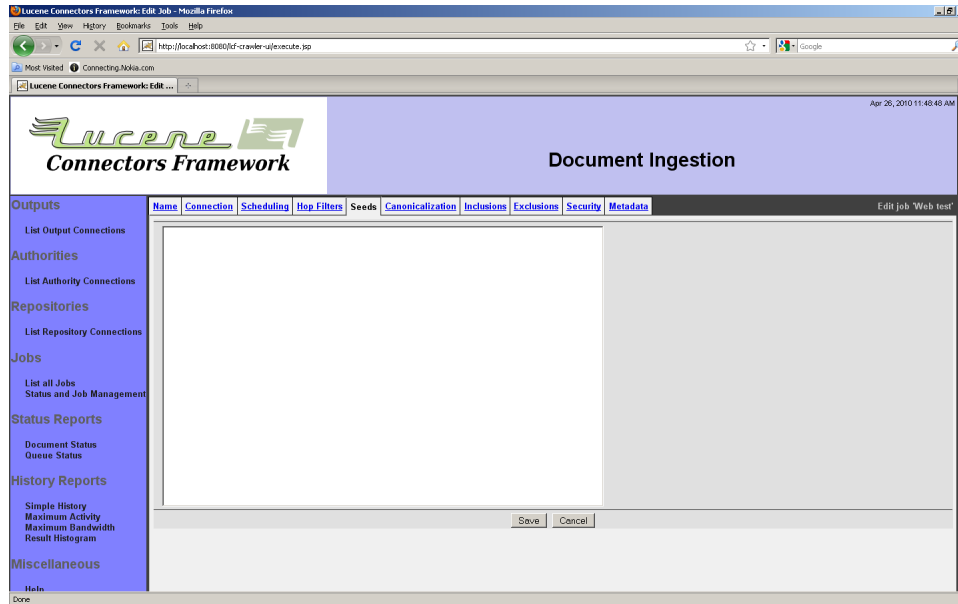 Lucene Connectors Framework: Edit Job - Mozilla Firefox
File Edit View History Bookmarks Tools Help
http://localhost:8080/lcf-crawler-ui/execute.jsp
Google
Most Visited Connecting.Nokia.com
Lucene Connectors Framework: Edit ...
Apr 26, 2010 11:48:48 AM
Lucene
Connectors Framework
Document Ingestion
Outputs
Name Connection Scheduling Hop Filters Seeds Canonicalization Inclusions Exclusions Security Metadata
Edit job 'Web test'
List Output Connections
Authorities
List Authority Connections
Repositories
List Repository Connections
Jobs
List all Jobs
Status and Job Management
Status Reports
Document Status
Queue Status
History Reports
Simple History
Maximum Activity
Maximum Bandwidth
Result Histogram
Save Cancel
Miscellaneous
Help
Done